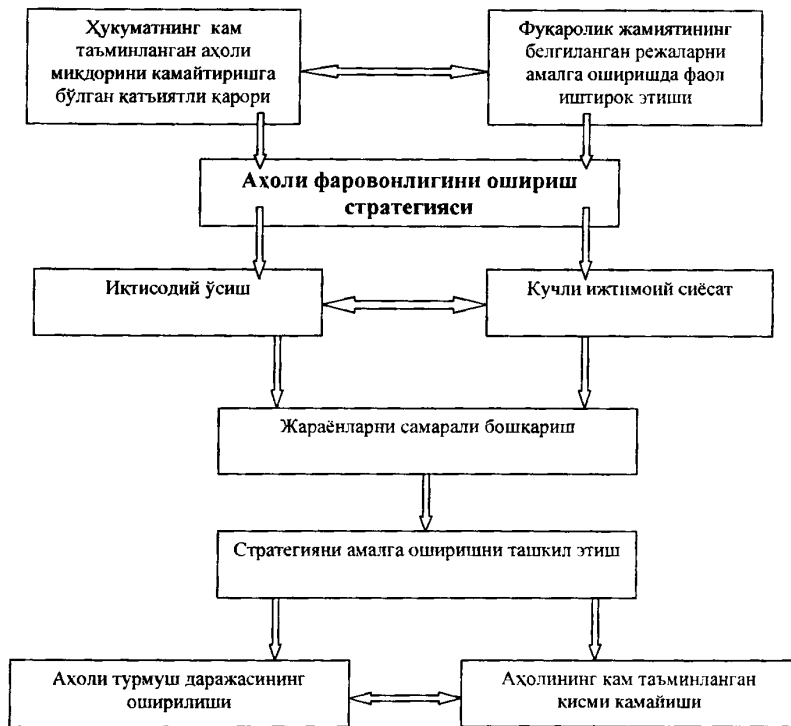 Ҳукуматнинг кам
таъминланган аҳоли
миқдорини камайтиришга
бўлган қатъиятли қарори
Фуқаролик жамиятининг
белгиланган режаларни
амалга оширишда фаол
иштирок этиши
Аҳоли фаровонлигини ошириш
стратегияси
Иқтисодий ўсиш
Кучли ижтимоий сиёсат
Жараёнларни самарали бошқариш
Стратегияни амалга оширишни ташкил этиш
Аҳоли турмуш даражасининг
оширилиши
Аҳолининг кам таъминланган
қисми камайиши